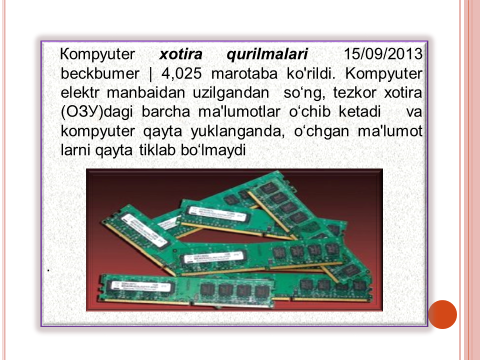 Kompyuter xotira qurilmalari 15/09/2013
beckbumer | 4,025 marotaba ko'rildi. Kompyuter
elektr manbaidan uzilgandan so‘ng, tezkor xotira
(ОЗУ)dagi barcha ma'lumotlar o‘chib ketadi va
kompyuter qayta yuklanganda, o‘chgan ma'lumot
larni qayta tiklab bo‘lmaydi
.